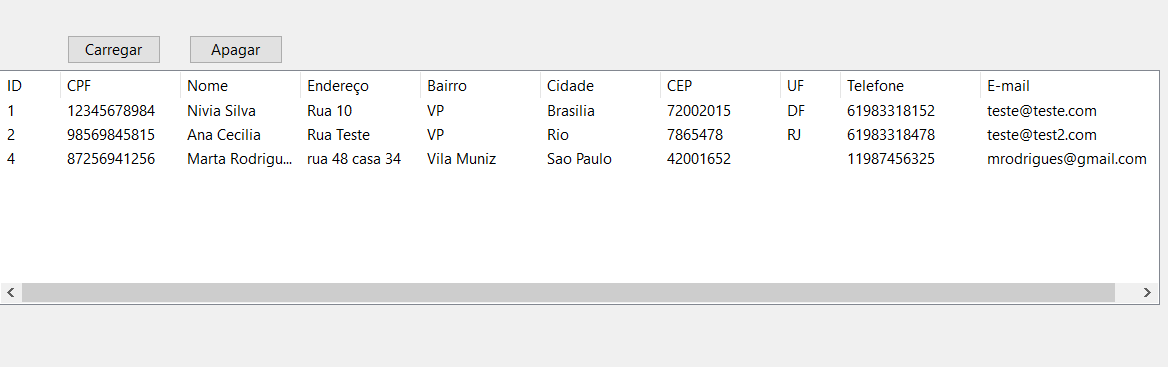 Carregar Apagar
ID CPF Nome Endereço Bairro Cidade CEP UF Telefone E-mail
1 12345678984 Nivia Silva Rua 10 VP Brasilia 72002015 DF 61983318152 teste@teste.com
2 98569845815 Ana Cecilia Rua Teste VP Rio 7865478 RJ 61983318478 teste@test2.com
4 87256941256 Marta Rodrigu... rua 48 casa 34 Vila Muniz Sao Paulo 42001652 11987456325 mrodrigues@gmail.com